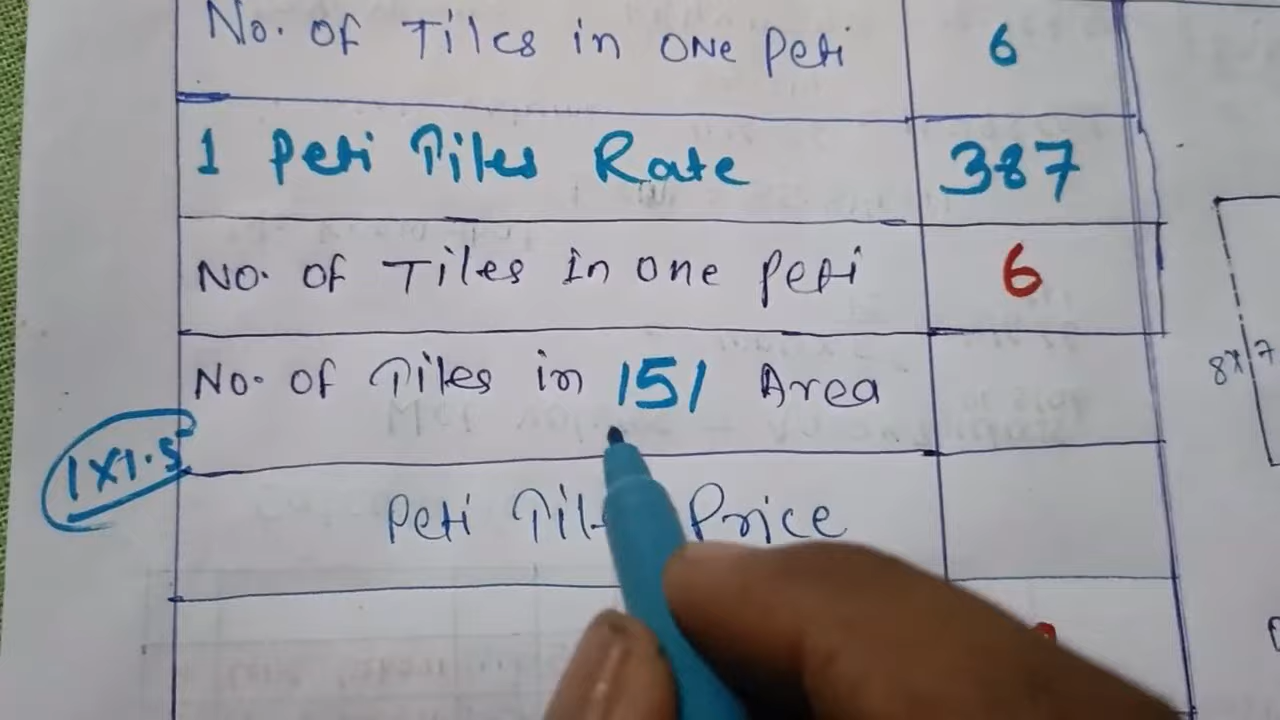 No. of Tiles in one Peti 6
1 Peti Tiles Rate 387
No. of Tiles in one Peti 6
No. of Tiles in 151 Area
1x1.5
Peti Price
8x7